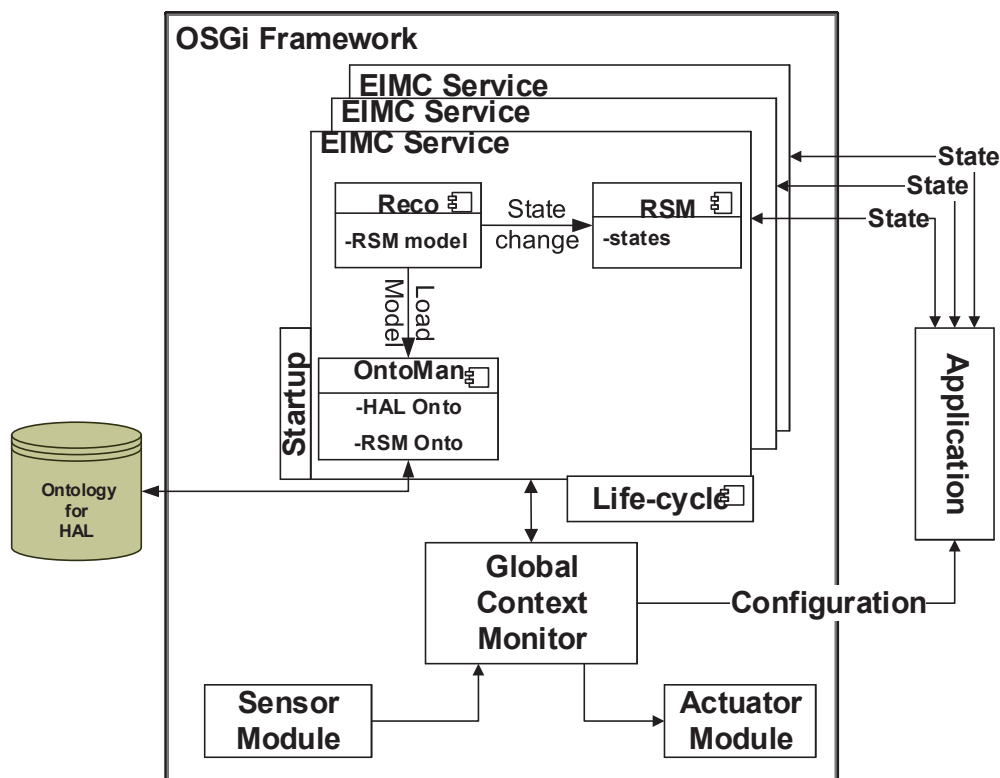 OSGi Framework
EIMC Service
EIMC Service
EIMC Service
State
State
State
Reco
-RSM model
State
change
RSM
-states
Load
Model
OntoMan
-HAL Onto
-RSM Onto
Startup
Application
Ontology
for
HAL
Life-cycle
Global
Context
Monitor
Configuration
Sensor
Module
Actuator
Module